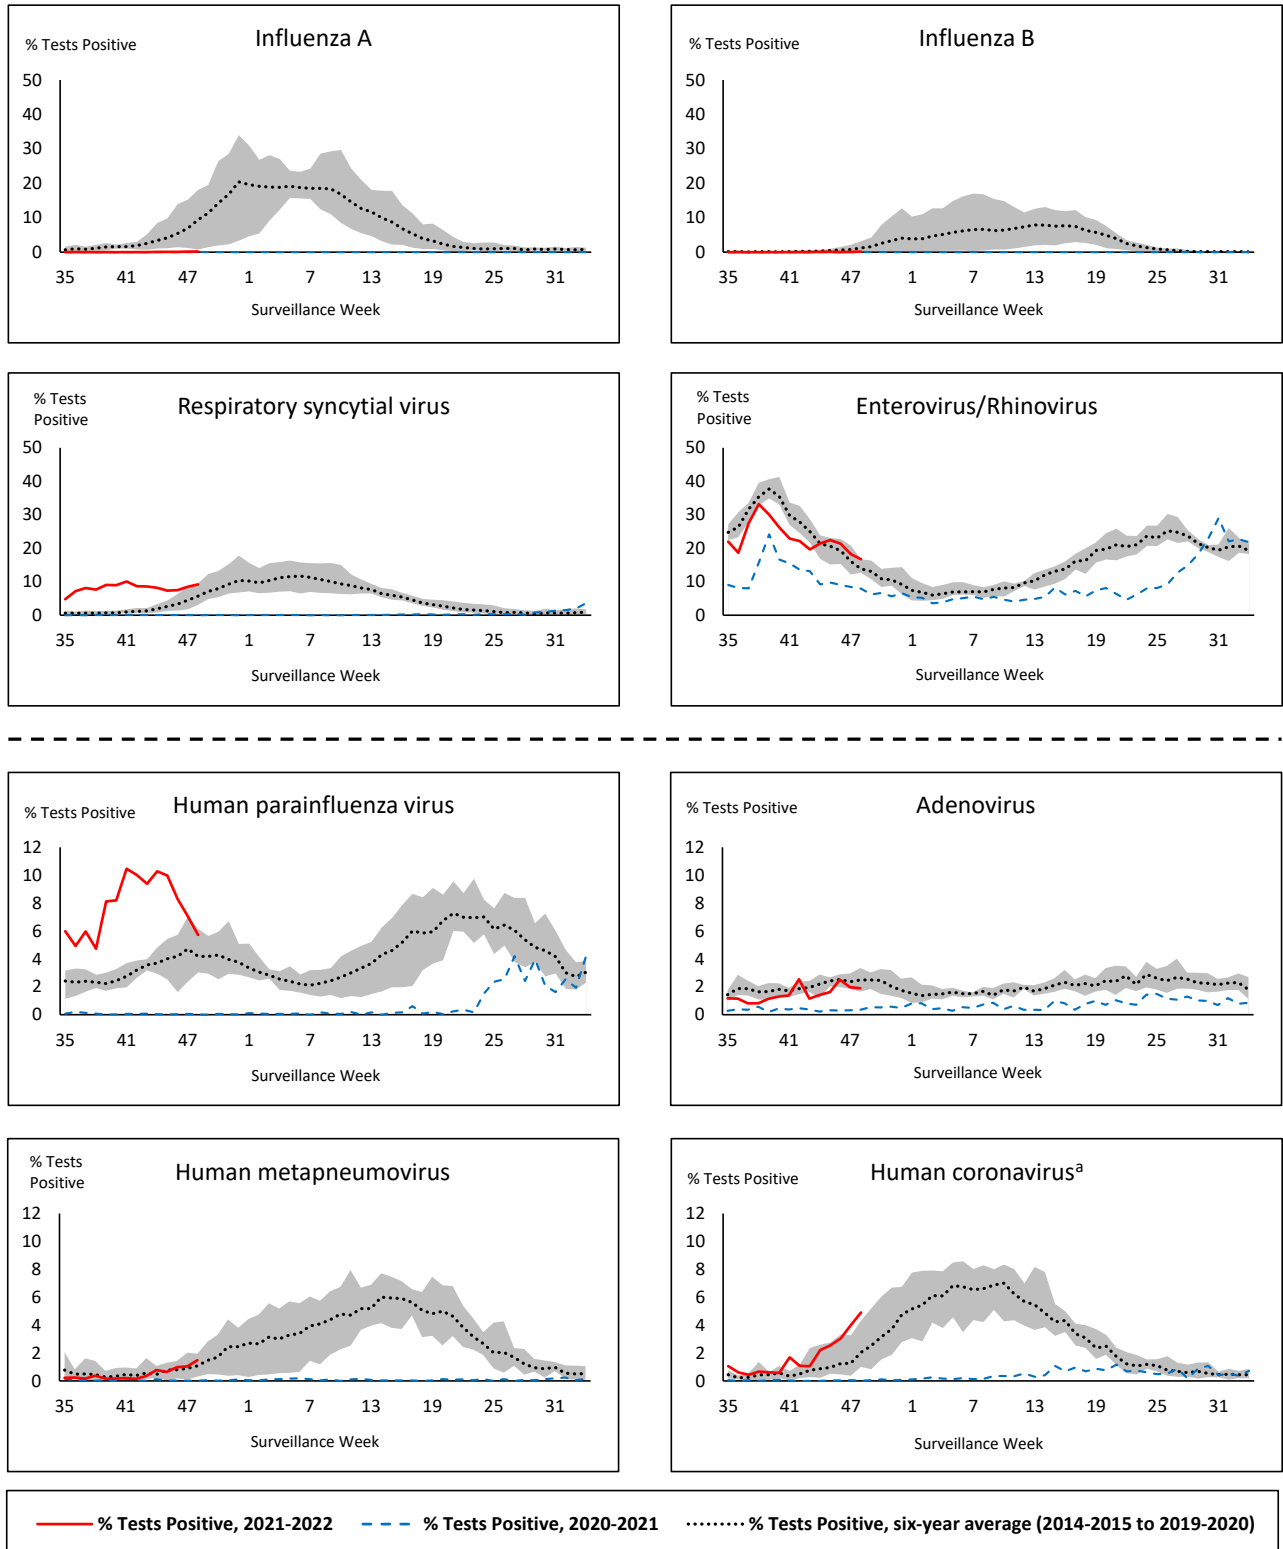 Influenza A
% Tests Positive
50
40
30
20
10
0
35 41 47 1 7 13 19 25 31
Surveillance Week
Influenza B
% Tests Positive
50
40
30
20
10
0
35 41 47 1 7 13 19 25 31
Surveillance Week
Respiratory syncytial virus
% Tests
Positive
50
40
30
20
10
0
35 41 47 1 7 13 19 25 31
Surveillance Week
Enterovirus/Rhinovirus
% Tests
Positive
50
40
30
20
10
0
35 41 47 1 7 13 19 25 31
Surveillance Week
Human parainfluenza virus
% Tests Positive
12
10
8
6
4
2
0
35 41 47 1 7 13 19 25 31
Surveillance Week
Adenovirus
% Tests Positive
12
10
8
6
4
2
0
35 41 47 1 7 13 19 25 31
Surveillance Week
Human metapneumovirus
% Tests
Positive
12
10
8
6
4
2
0
35 41 47 1 7 13 19 25 31
Surveillance Week
Human coronavirusᵃ
% Tests Positive
12
10
8
6
4
2
0
35 41 47 1 7 13 19 25 31
Surveillance Week
% Tests Positive, 2021-2022 % Tests Positive, 2020-2021 % Tests Positive, six-year average (2014-2015 to 2019-2020)